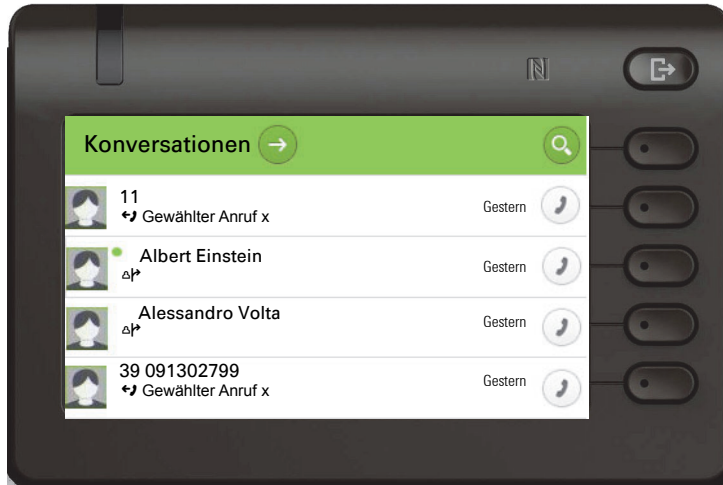 Konversationen
11
Gewählter Anruf x
Gestern
Albert Einstein
Gestern
Alessandro Volta
Gestern
39 091302799
Gewählter Anruf x
Gestern